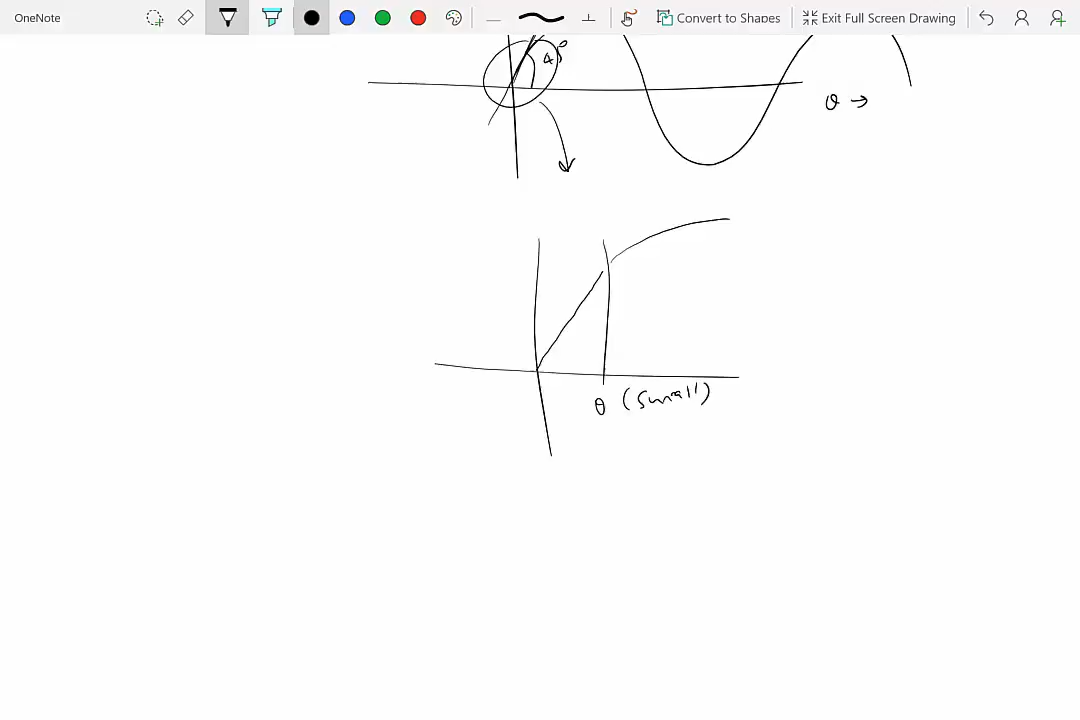 OneNote
Convert to Shapes
Exit Full Screen Drawing
45°
θ →
θ (small)